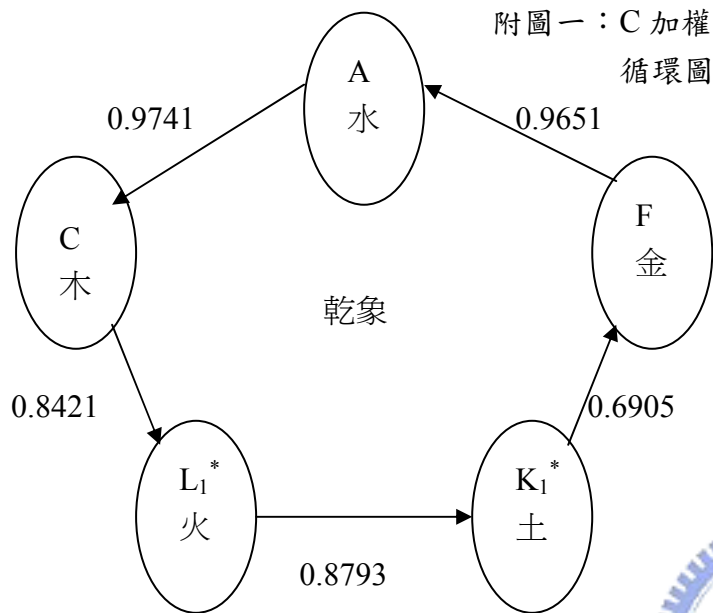 附圖一：C 加權
循環圖
A
水
0.9741
0.9651
C
木
F
金
乾象
0.8421
0.6905
L₁*
火
K₁*
土
0.8793